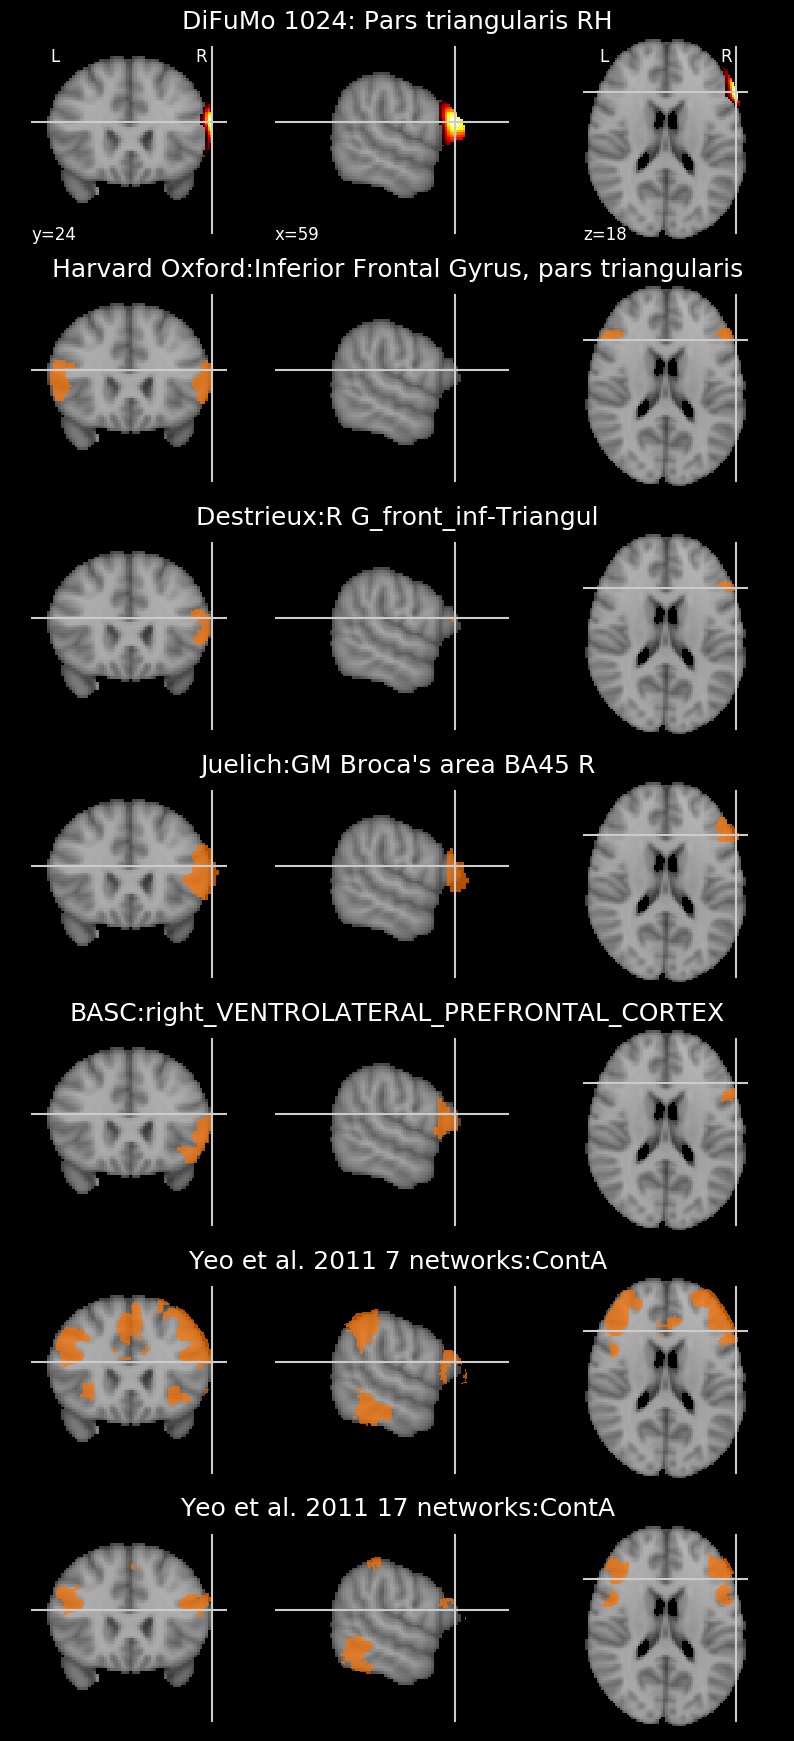 DiFuMo 1024: Pars triangularis RH
L R L R
y=24 x=59 z=18
Harvard Oxford:Inferior Frontal Gyrus, pars triangularis
Destrieux:R G_front_inf-Triangul
Juelich:GM Broca's area BA45 R
BASC:right_VENTROLATERAL_PREFRONTAL_CORTEX
Yeo et al. 2011 7 networks:ContA
Yeo et al. 2011 17 networks:ContA